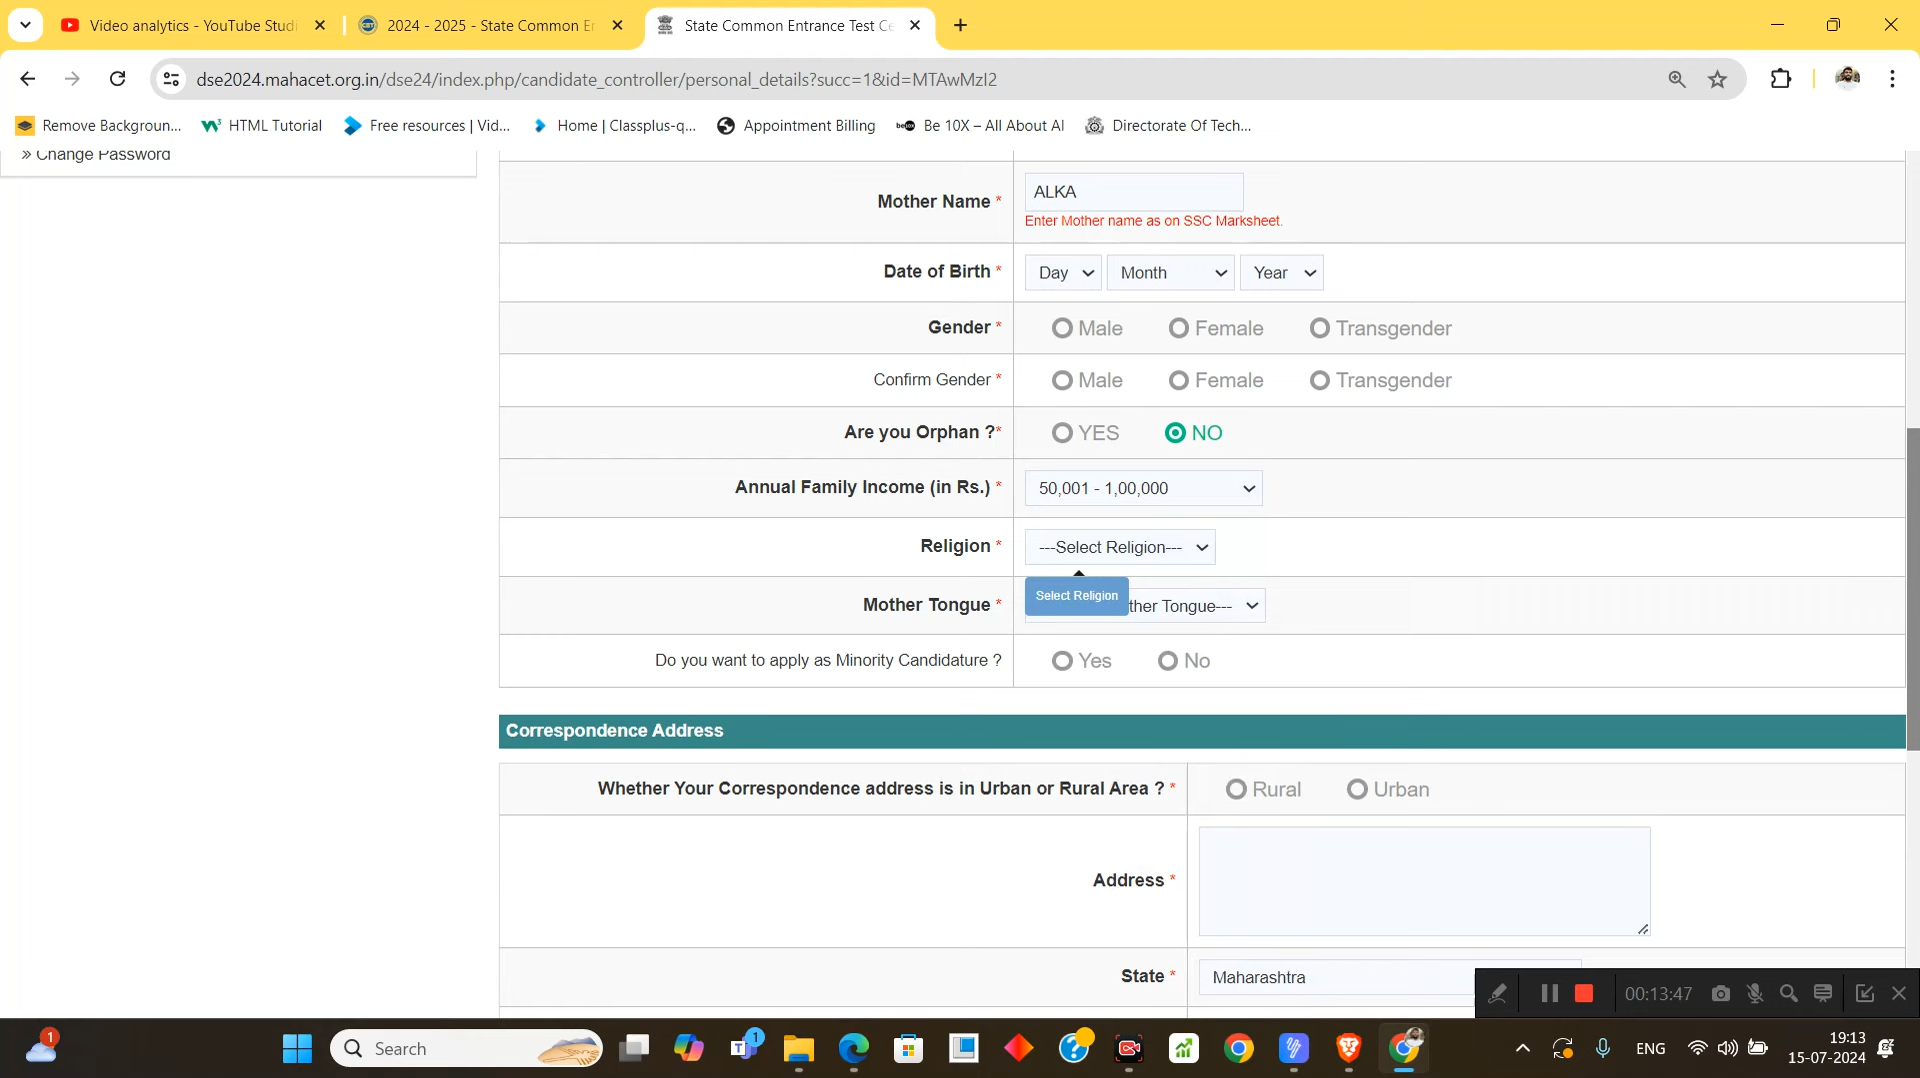 Video analytics - YouTube Studi
2024 - 2025 - State Common En
State Common Entrance Test Ce
dse2024.mahacet.org.in/dse24/index.php/candidate_controller/personal_details?succ=1&id=MTAwMzI2
Remove Backgroun...
HTML Tutorial
Free resources | Vid...
Home | Classplus-q...
Appointment Billing
Be 10X – All About AI
Directorate Of Tech...
» Change Password
Mother Name *
ALKA
Enter Mother name as on SSC Marksheet.
Date of Birth *
Day
Month
Year
Gender *
Male
Female
Transgender
Confirm Gender *
Male
Female
Transgender
Are you Orphan ?*
YES
NO
Annual Family Income (in Rs.) *
50,001 - 1,00,000
Religion *
---Select Religion---
Select Religion
Mother Tongue *
ther Tongue---
Do you want to apply as Minority Candidature ?
Yes
No
Correspondence Address
Whether Your Correspondence address is in Urban or Rural Area ? *
Rural
Urban
Address *
State *
Maharashtra
00:13:47
1
Search
1
ENG
19:13
15-07-2024